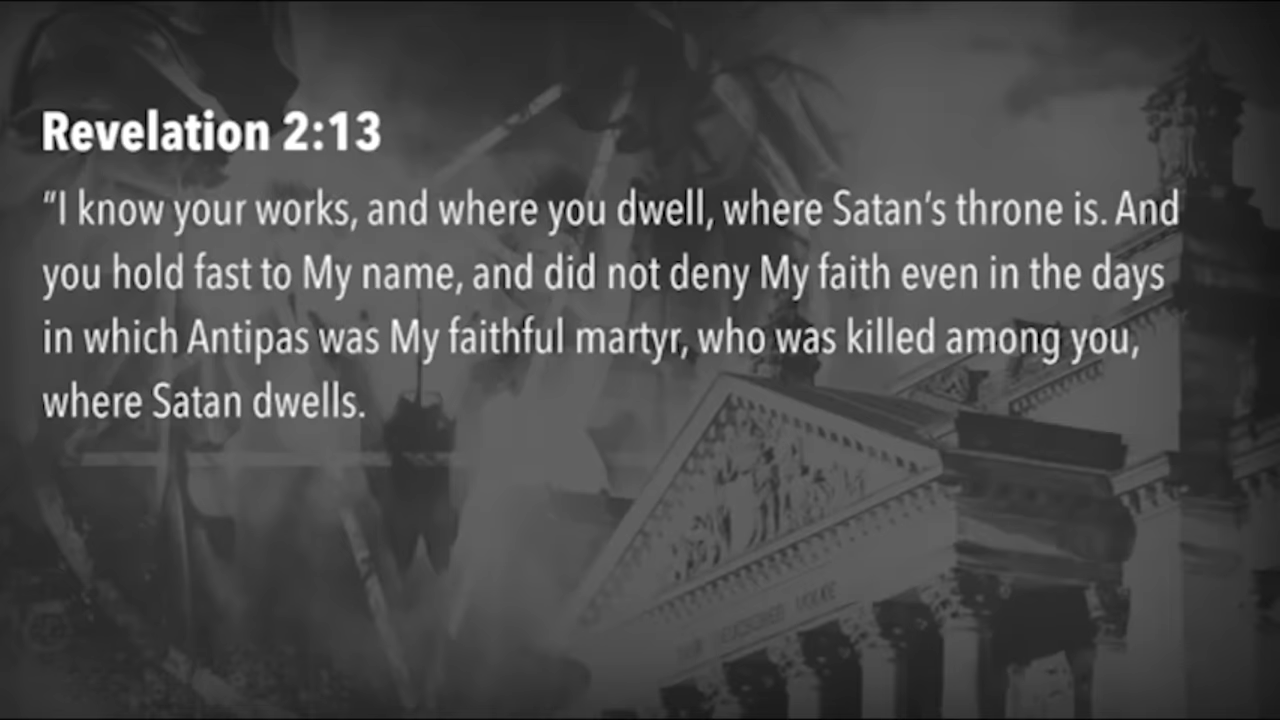 Revelation 2:13
"I know your works, and where you dwell, where Satan's throne is. And
you hold fast to My name, and did not deny My faith even in the days
in which Antipas was My faithful martyr, who was killed among you,
where Satan dwells.